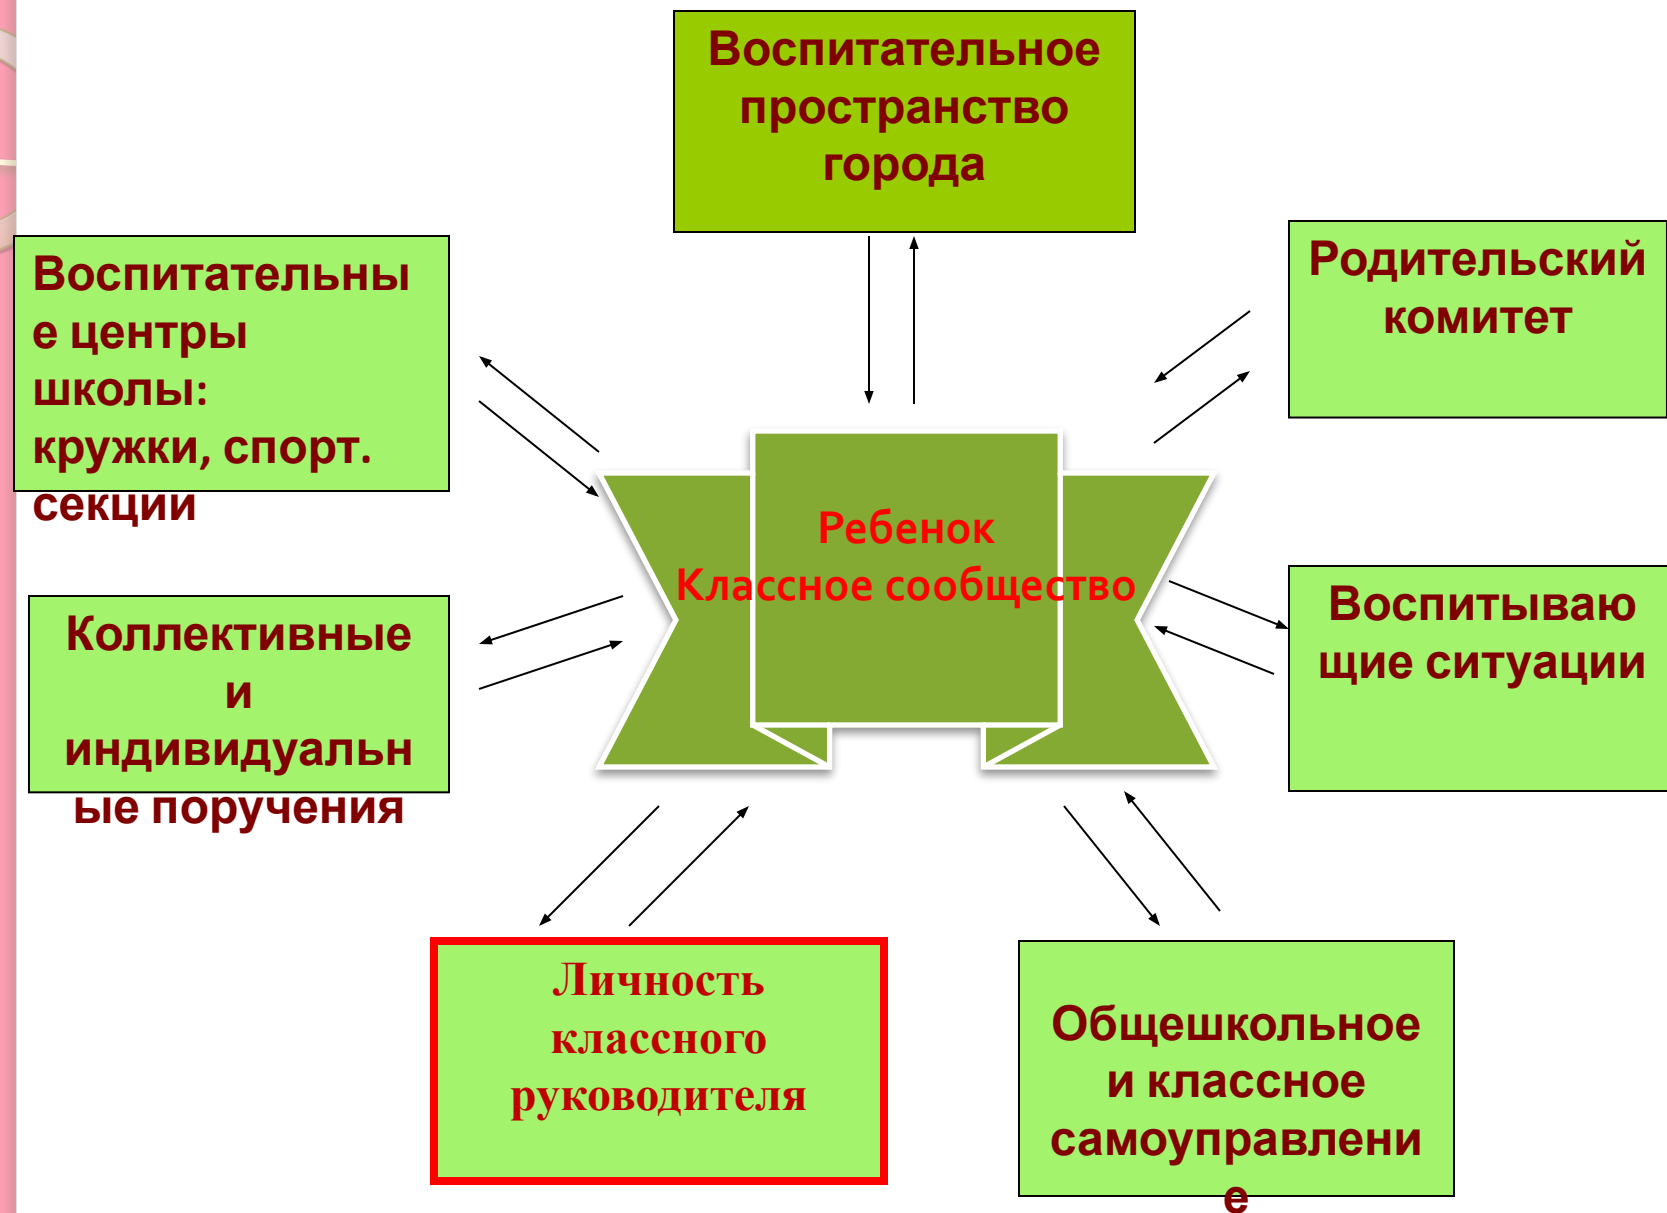 Воспитательное
пространство
города
Воспитательны
е центры
школы:
кружки, спорт.
секции
Родительский
комитет
Ребенок
Классное сообщество
Коллективные
и
индивидуальн
ые поручения
Воспитываю
щие ситуации
Личность
классного
руководителя
Общешкольное
и классное
самоуправлени
е